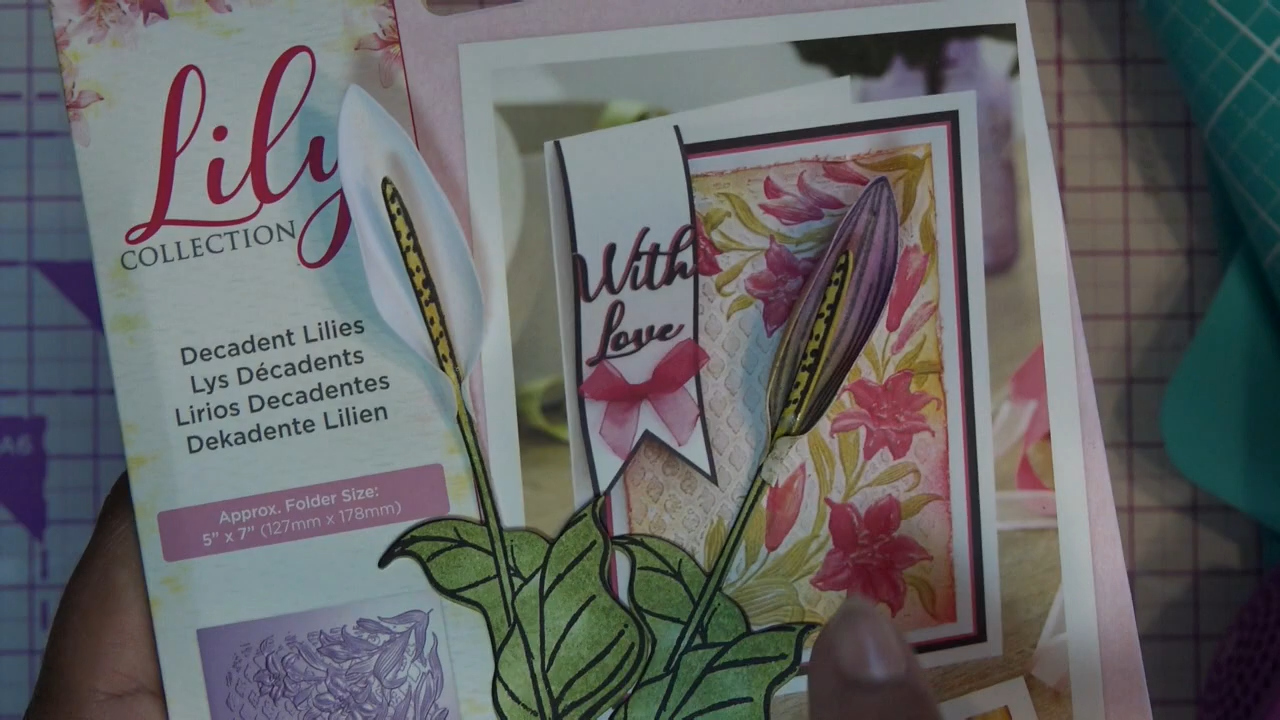 Lily
COLLECTION
Decadent Lilies
Lys Décadents
Lirios Decadentes
Dekadente Lilien
Approx. Folder Size:
5" x 7" (127mm x 178mm)
With
Love
A6